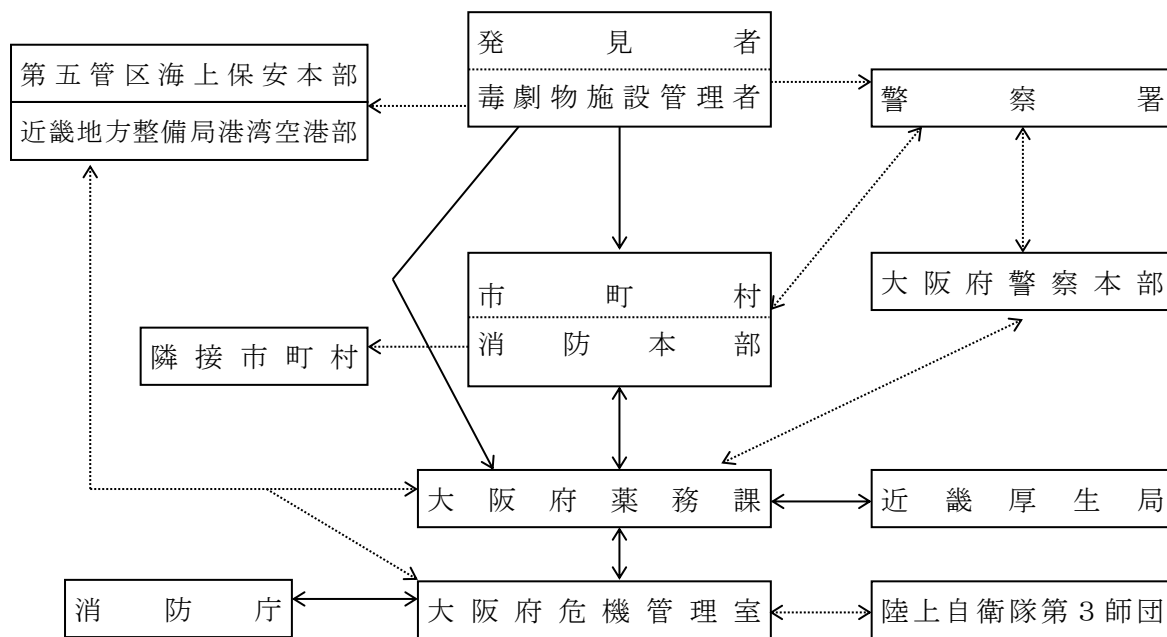 発見者
毒劇物施設管理者
第五管区海上保安本部
近畿地方整備局港湾空港部
警察署
市町村
消防本部
大阪府警察本部
隣接市町村
大阪府薬務課
近畿厚生局
消防庁
大阪府危機管理室
陸上自衛隊第３師団